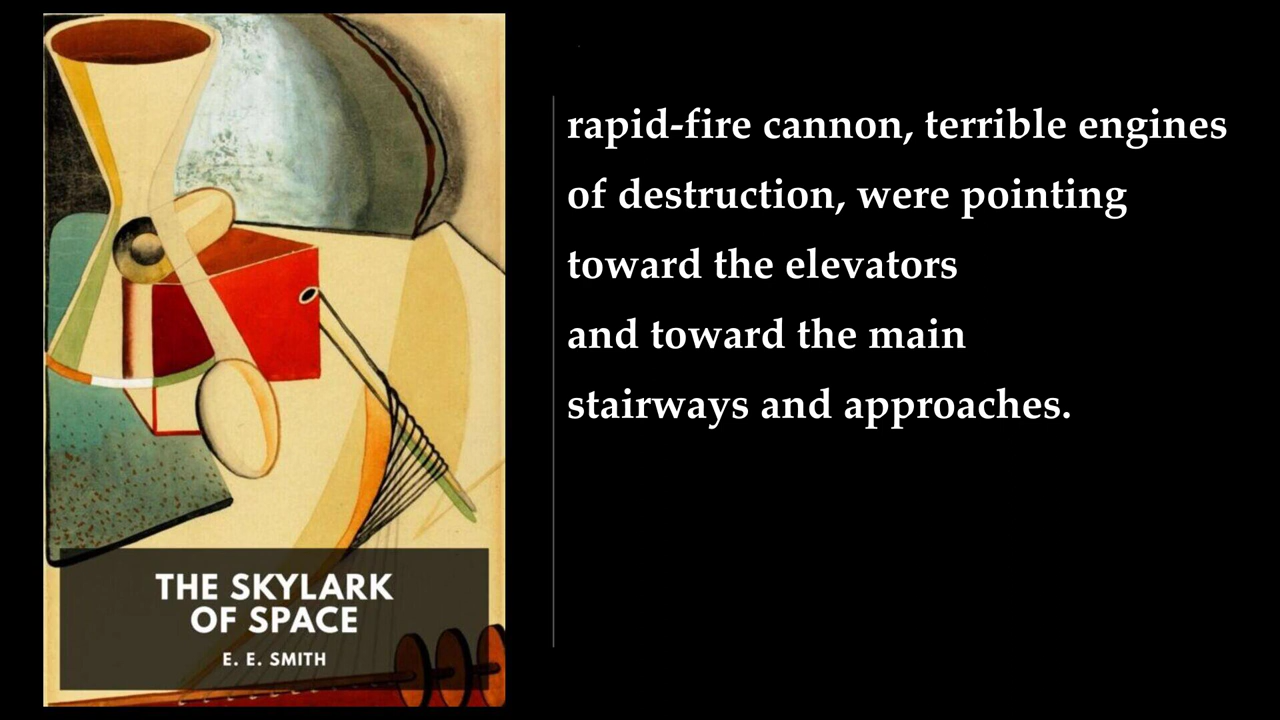 rapid-fire cannon, terrible engines
of destruction, were pointing
toward the elevators
and toward the main
stairways and approaches.
THE SKYLARK
OF SPACE
E. E. SMITH